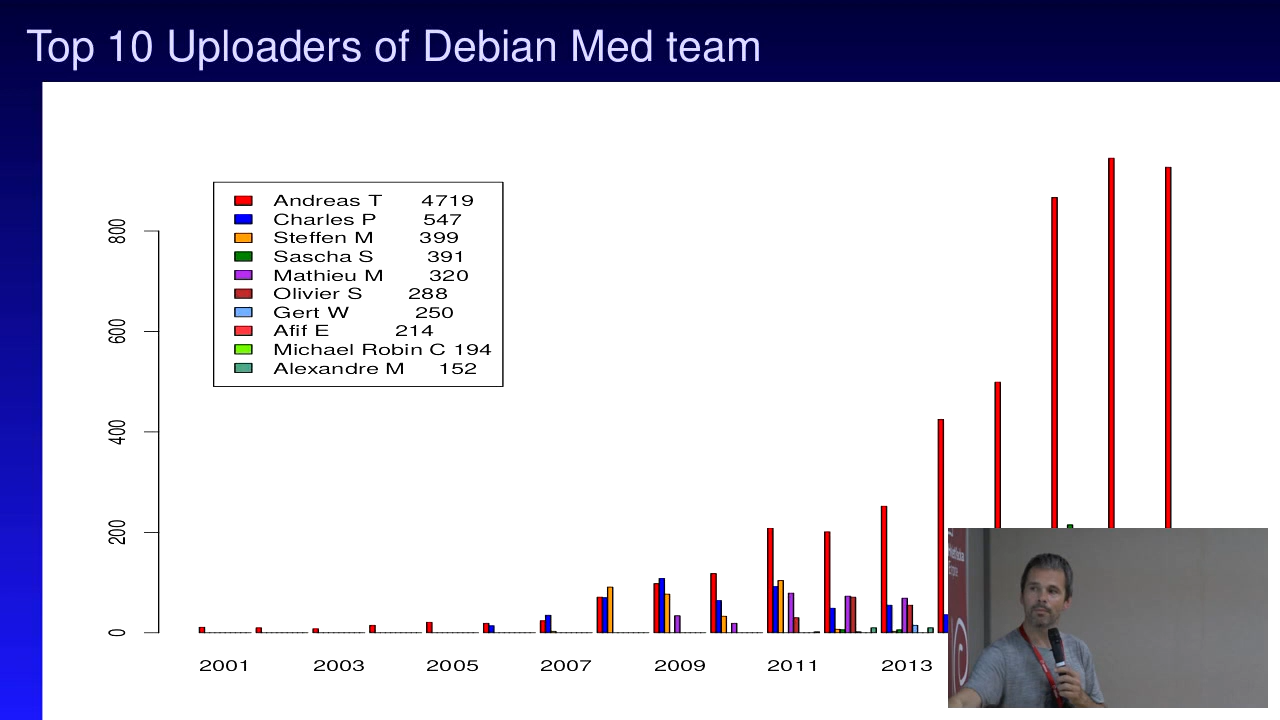 Top 10 Uploaders of Debian Med team
Andreas T 4719
Charles P 547
Steffen M 399
Sascha S 391
Mathieu M 320
Olivier S 288
Gert W 250
Afif E 214
Michael Robin C 194
Alexandre M 152
800
600
400
200
0
2001 2003 2005 2007 2009 2011 2013